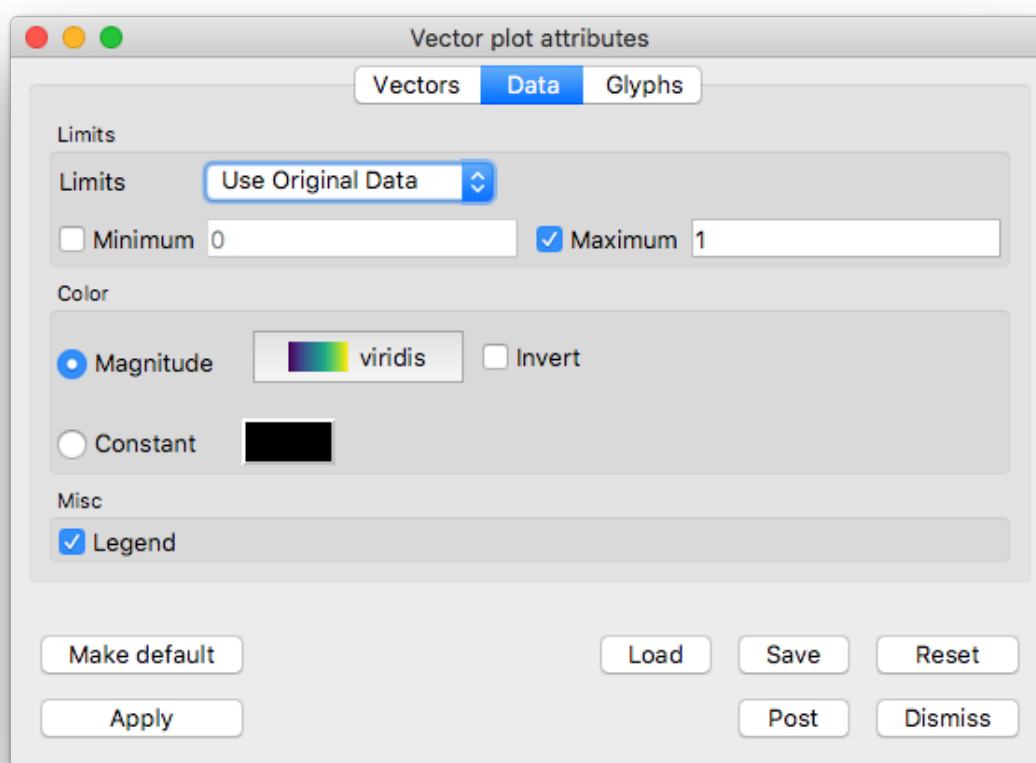 Vector plot attributes
Vectors Data Glyphs
Limits
Limits Use Original Data
Minimum 0 Maximum 1
Color
Magnitude viridis Invert
Constant
Misc
Legend
Make default Load Save Reset
Apply Post Dismiss